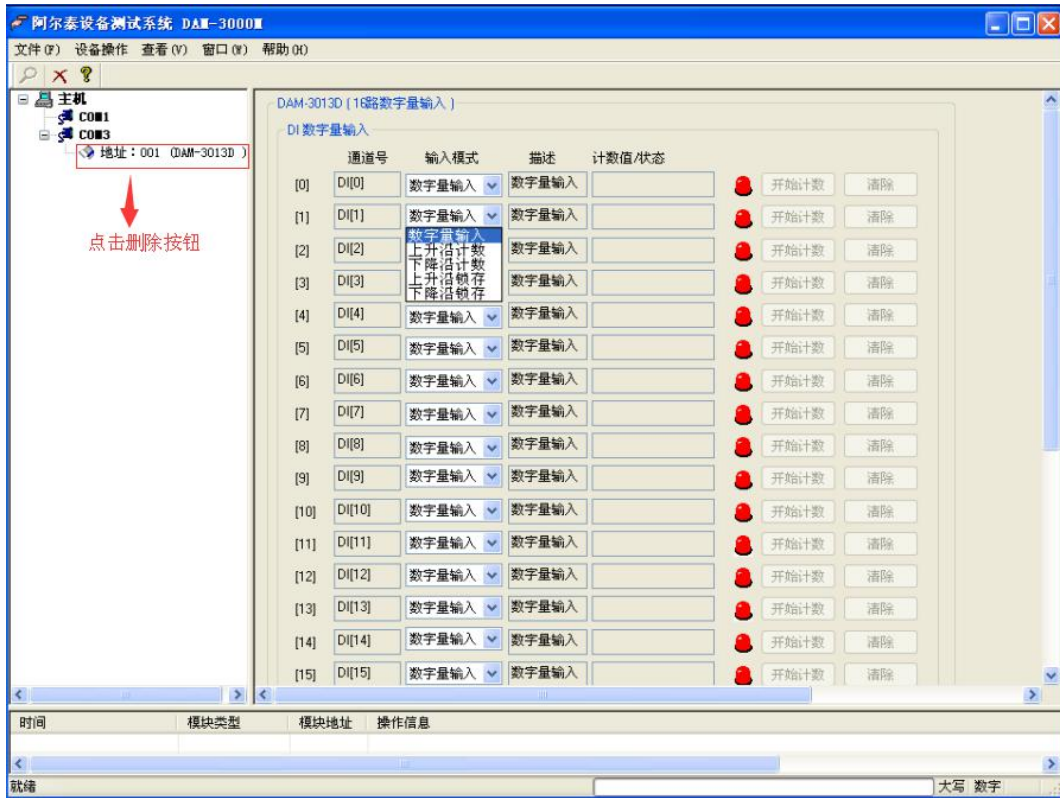 阿尔泰设备测试系统 DAM-3000M
文件(F) 设备操作 查看(V) 窗口(W) 帮助(H)
主机
COM1
COM3
地址:001 (DAM-3013D )
点击删除按钮
DAM-3013D ( 16路数字量输入 )
DI 数字量输入
通道号 输入模式 描述 计数值/状态
[0] DI[0] 数字量输入 数字量输入 开始计数 清除
[1] DI[1] 数字量输入 数字量输入 开始计数 清除
数字量输入
上升沿计数
下降沿计数
上升沿锁存
下降沿锁存
[2] DI[2] 数字量输入 开始计数 清除
[3] DI[3] 数字量输入 开始计数 清除
[4] DI[4] 数字量输入 数字量输入 开始计数 清除
[5] DI[5] 数字量输入 数字量输入 开始计数 清除
[6] DI[6] 数字量输入 数字量输入 开始计数 清除
[7] DI[7] 数字量输入 数字量输入 开始计数 清除
[8] DI[8] 数字量输入 数字量输入 开始计数 清除
[9] DI[9] 数字量输入 数字量输入 开始计数 清除
[10] DI[10] 数字量输入 数字量输入 开始计数 清除
[11] DI[11] 数字量输入 数字量输入 开始计数 清除
[12] DI[12] 数字量输入 数字量输入 开始计数 清除
[13] DI[13] 数字量输入 数字量输入 开始计数 清除
[14] DI[14] 数字量输入 数字量输入 开始计数 清除
[15] DI[15] 数字量输入 数字量输入 开始计数 清除
时间 模块类型 模块地址 操作信息
就绪 大写 数字